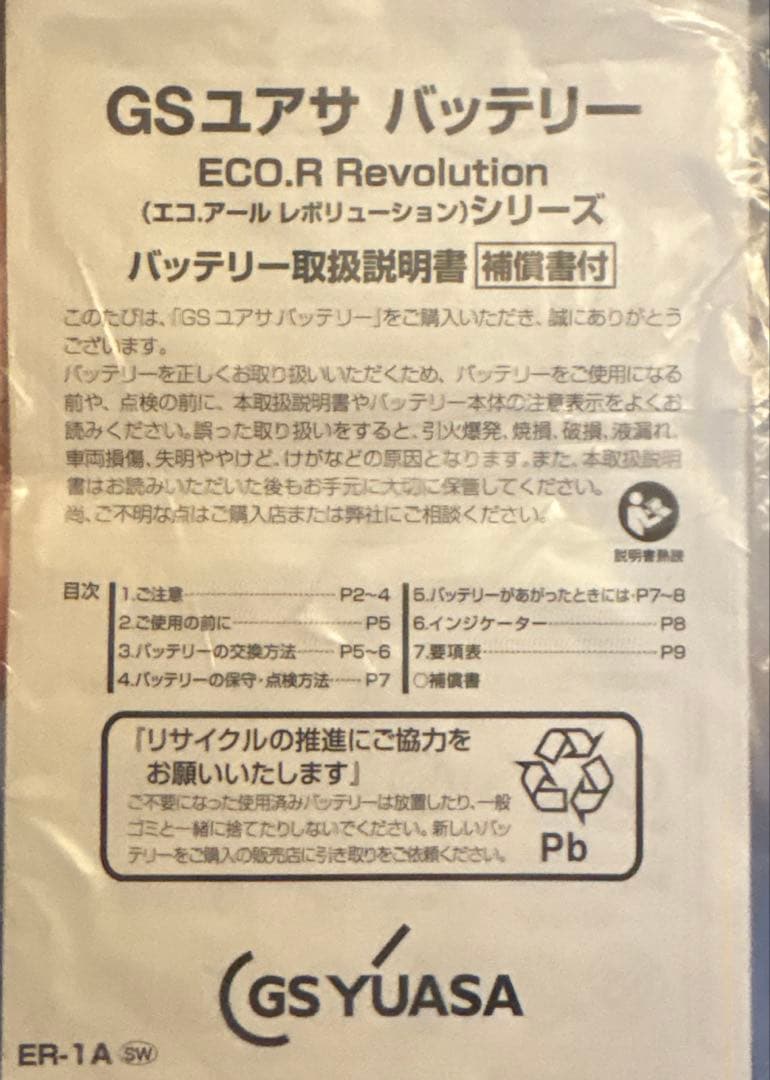 GSユアサ バッテリー
ECO.R Revolution
(エコ.アール レボリューション)シリーズ
バッテリー取扱説明書 補償書付
このたびは、「GS ユアサ バッテリー」をご購入いただき、誠にありがとう
ございます。
バッテリーを正しくお取り扱いいただくため、バッテリーをご使用になる
前や、点検の前に、本取扱説明書やバッテリー本体の注意表示をよくお
読みください。誤った取り扱いをすると、引火爆発、焼損、破損、液漏れ、
車両損傷、失明ややけど、けがなどの原因となります。また、本取扱説明
書はお読みいただいた後もお手元に大切に保管してください。
尚、ご不明な点はご購入店または弊社にご相談ください。
説明書熟読
目次
1.ご注意 P2~4
2.ご使用の前に P5
3.バッテリーの交換方法 P5~6
4.バッテリーの保守・点検方法 P7
5.バッテリーがあがったときには P7~8
6.インジケーター P8
7.要項表 P9
○補償書
『リサイクルの推進にご協力を
お願いいたします』
ご不要になった使用済みバッテリーは放置したり、一般
ゴミと一緒に捨てたりしないでください。新しいバッ
テリーをご購入の販売店に引き取りをご依頼ください。
Pb
GS YUASA
ER-1A SW